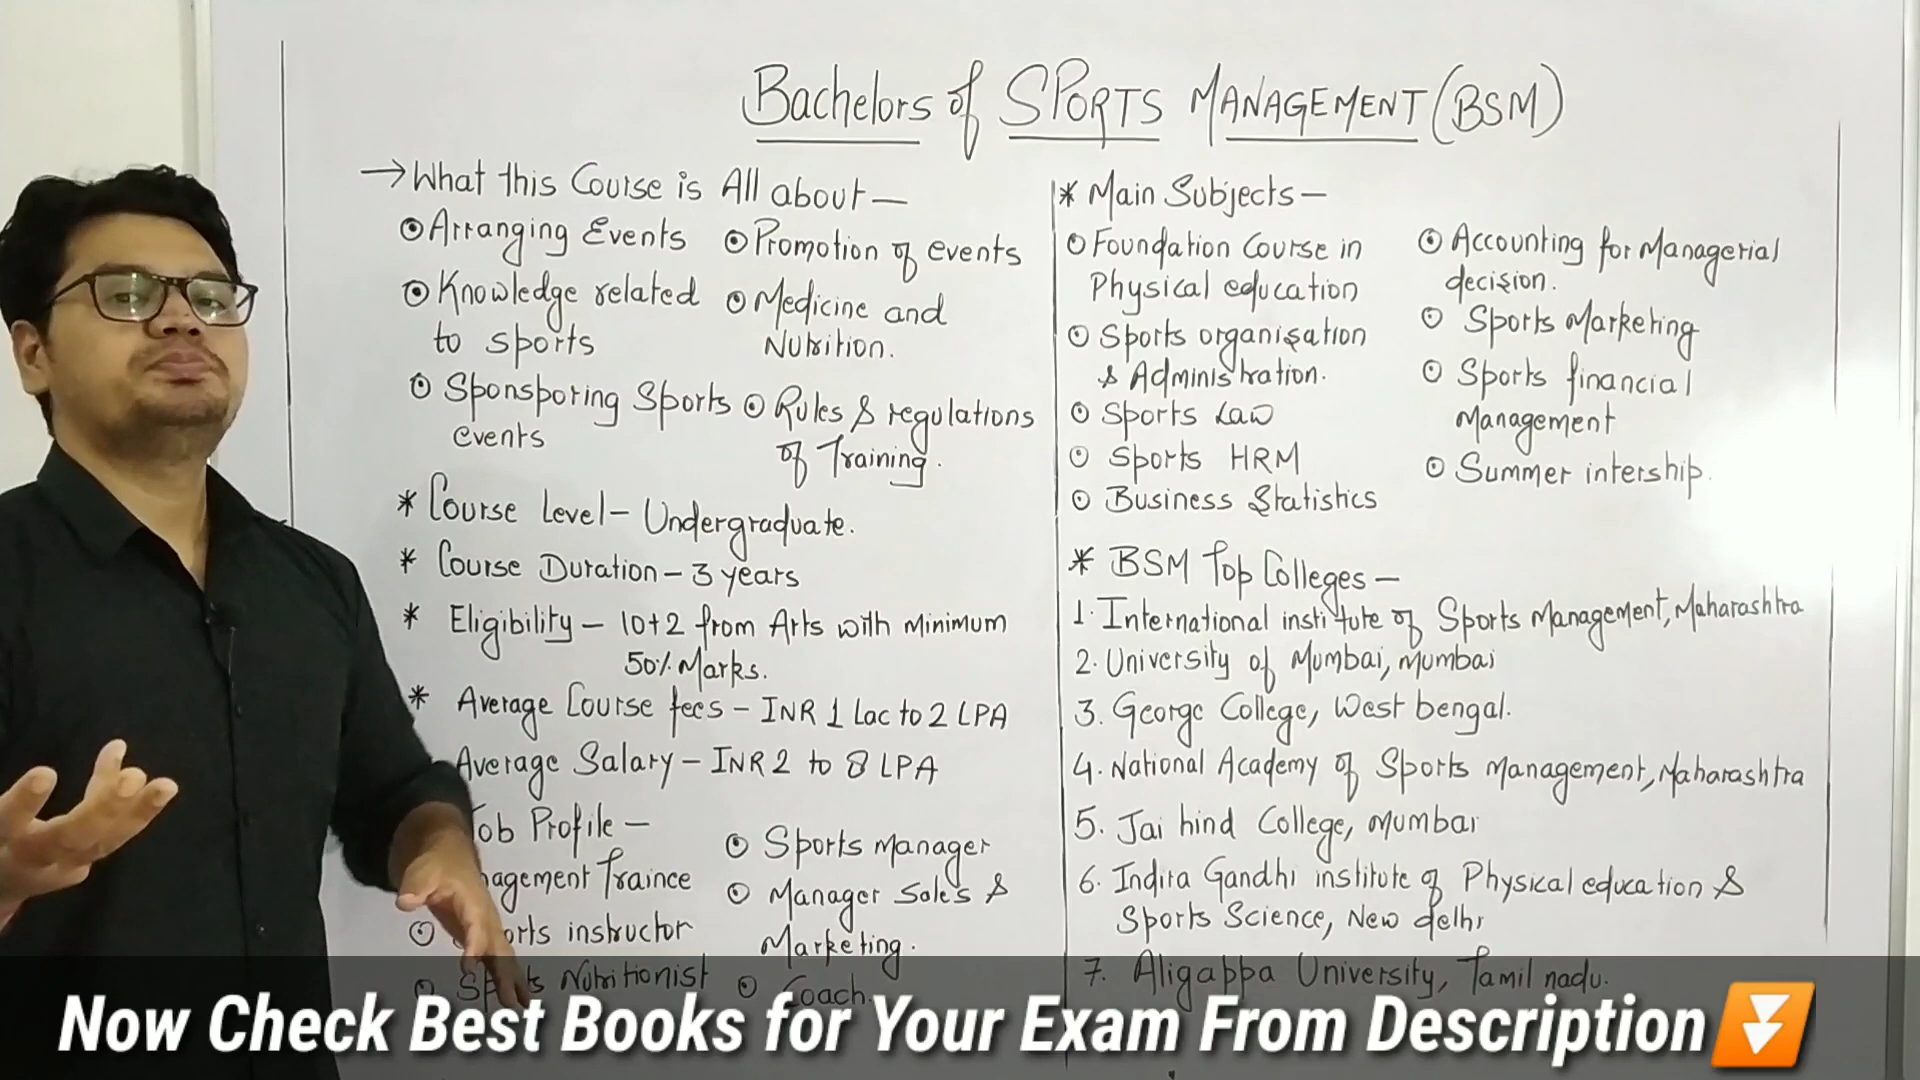 Bachelors of SPORTS MANAGEMENT (BSM)
→ What this Course is All about —
Arranging Events
Knowledge related
to sports
Sponsporing Sports
events
Promotion of events
Medicine and
Nutrition.
Rules & regulations
of Training.
* Course Level - Undergraduate.
* Course Duration - 3 years
* Eligibility - 10+2 from Arts with minimum
50% Marks.
* Average Course fees - INR 1 Lac to 2 LPA
Average Salary - INR 2 to 8 LPA
Job Profile -
nagement Trainee
orts instructor
Sp ts Nutritionist
Sports manager
Manager Sales &
Marketing.
Coach.
* Main Subjects -
Foundation Course in
Physical education
Sports organisation
& Administration.
Sports Law
Sports HRM
Business Statistics
Accounting for Managerial
decision.
Sports Marketing
Sports financial
Management
Summer intership.
* BSM Top Colleges -
1. International institute of Sports Management, Maharashtra
2. University of Mumbai, mumbai
3. George College, West bengal.
4. National Academy of Sports management, Maharashtra
5. Jai hind College, mumbai
6. Indira Gandhi institute of Physical education &
Sports Science, New delhi
7. Aligappa University, Tamil nadu.
Now Check Best Books for Your Exam From Description